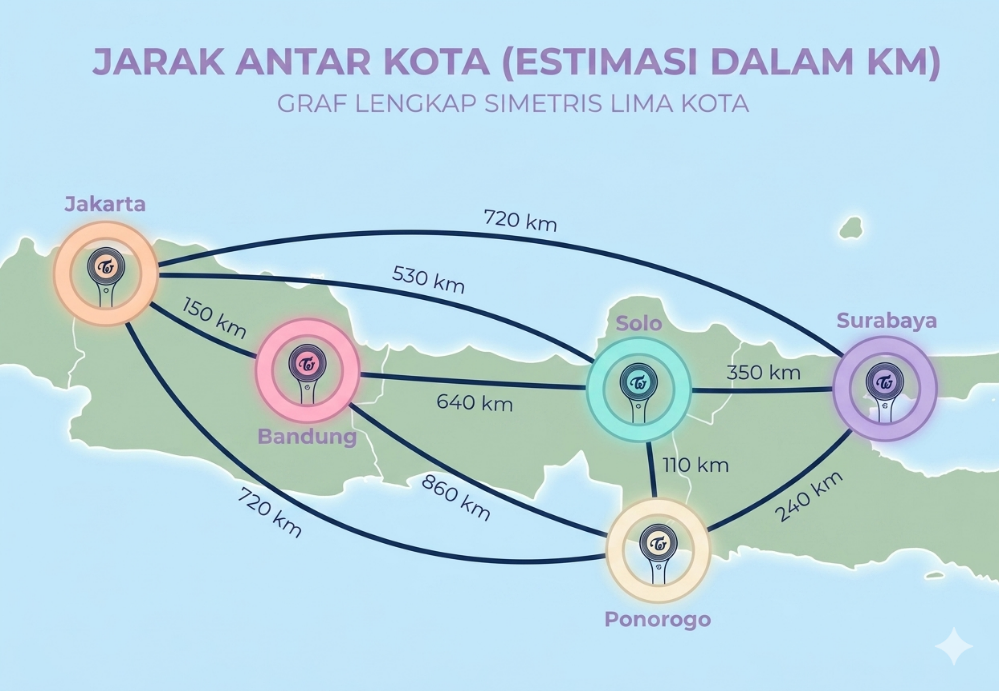 JARAK ANTAR KOTA (ESTIMASI DALAM KM)
GRAF LENGKAP SIMETRIS LIMA KOTA
Jakarta
720 km
530 km
150 km
Solo
Surabaya
350 km
640 km
Bandung
110 km
860 km
240 km
720 km
Ponorogo